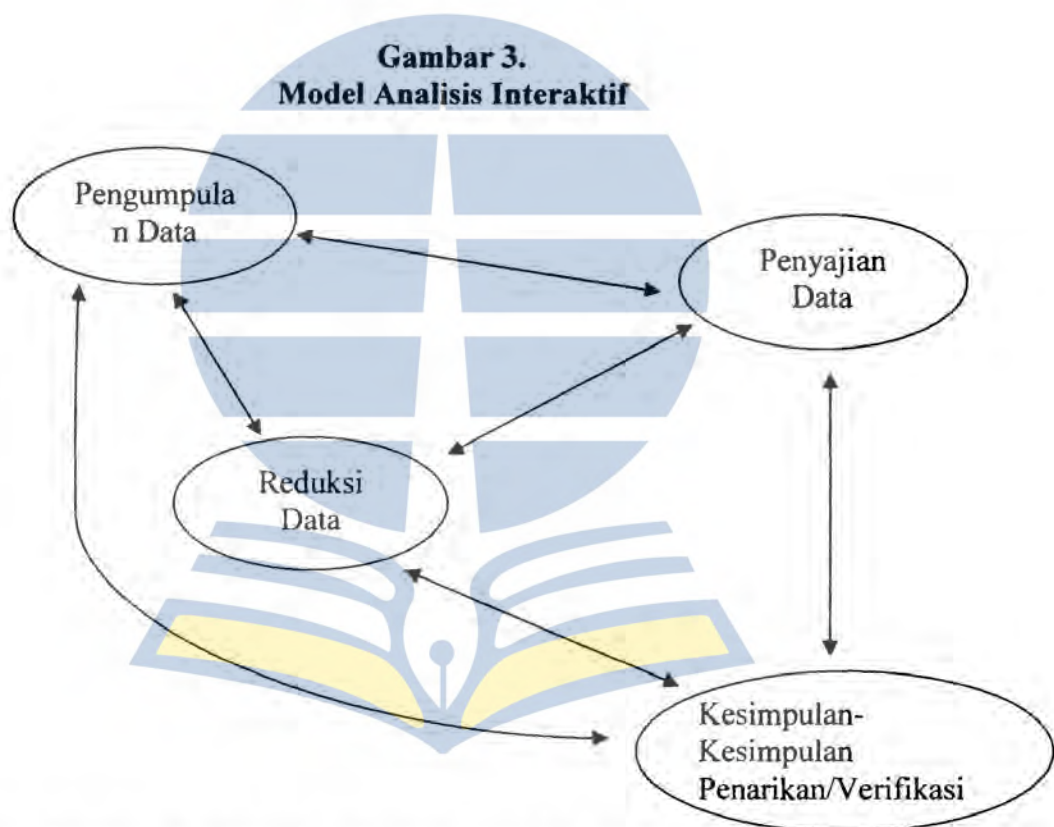 Gambar 3.
Model Analisis Interaktif
Pengumpula
n Data
Penyajian
Data
Reduksi
Data
Kesimpulan-
Kesimpulan
Penarikan/Verifikasi